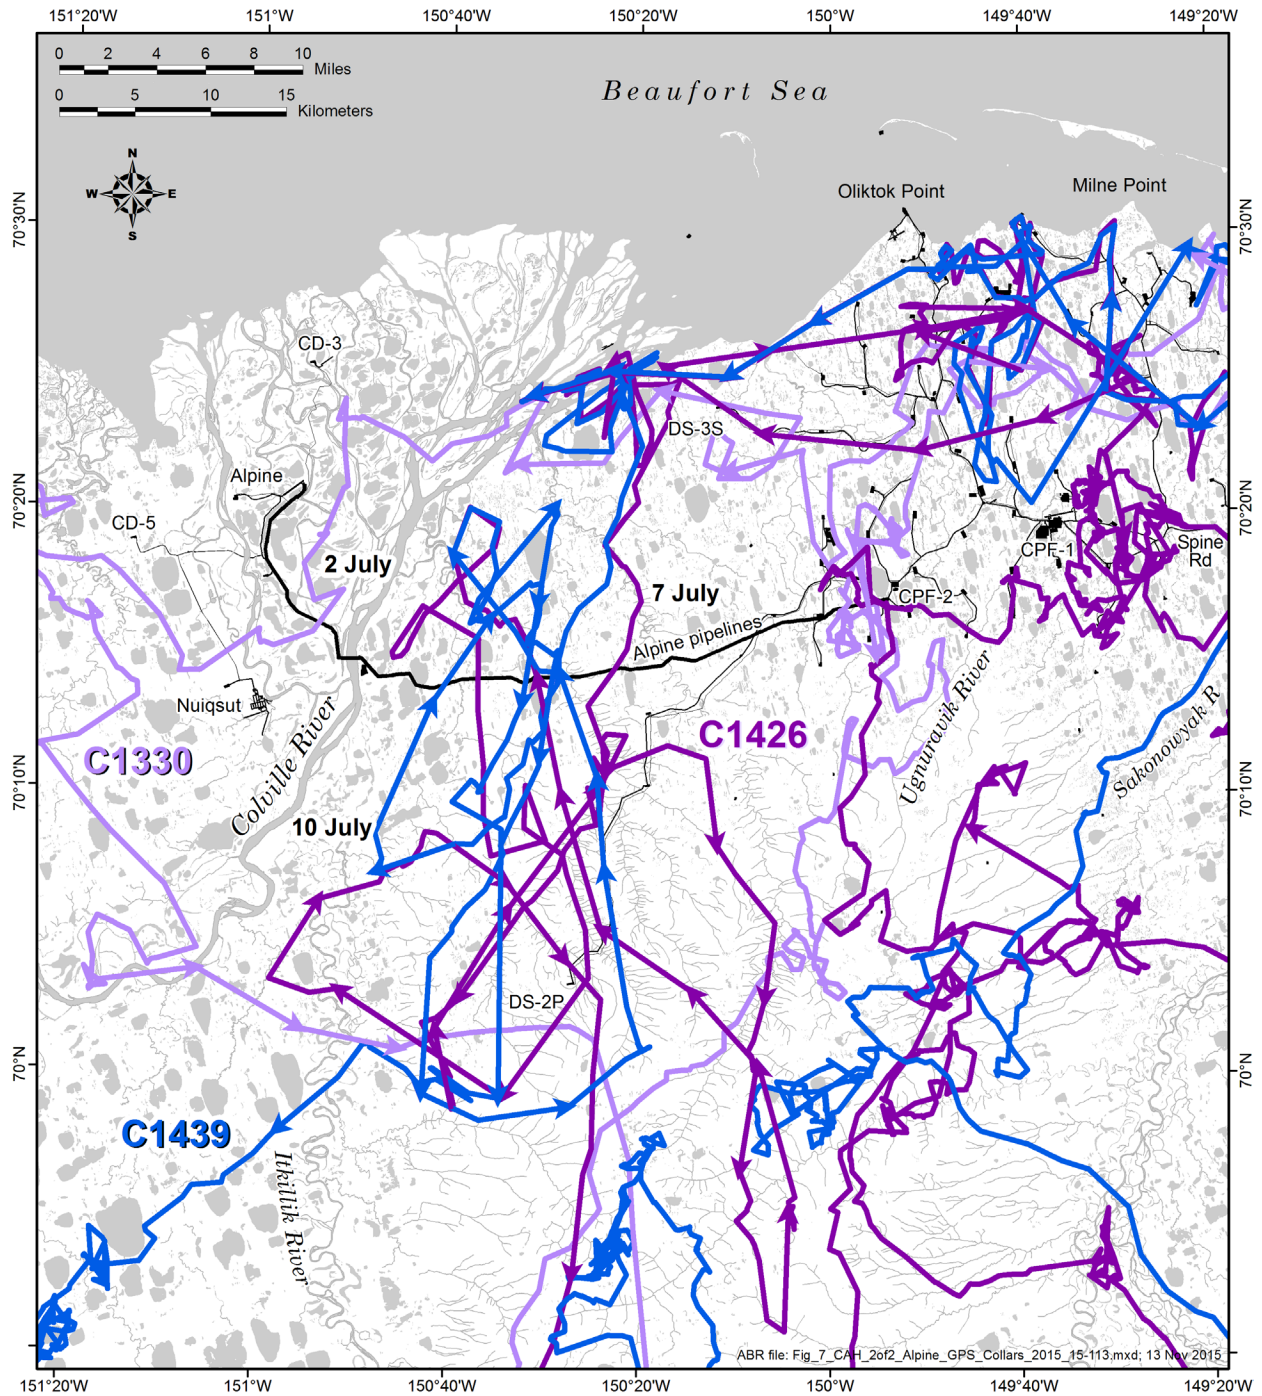 151°20'W 151°W 150°40'W 150°20'W 150°W 149°40'W 149°20'W
0 2 4 6 8 10
Miles
0 5 10 15
Kilometers
Beaufort Sea
N
W E
S
Oliktok Point
Milne Point
70°30'N
70°30'N
CD-3
DS-3S
Alpine
70°20'N
70°20'N
CD-5
CPF-1
Spine
Rd
2 July
7 July
CPF-2
Alpine pipelines
Nuiqsut
C1426
C1330
Colville River
Ugnuravik River
Sakonowyak R
70°10'N
70°10'N
10 July
DS-2P
70°N
70°N
C1439
Itkillik River
ABR file: Fig_7_CAH_2of2_Alpine_GPS_Collars_2015_15-113.mxd; 13 Nov 2015
151°20'W 151°W 150°40'W 150°20'W 150°W 149°40'W 149°20'W